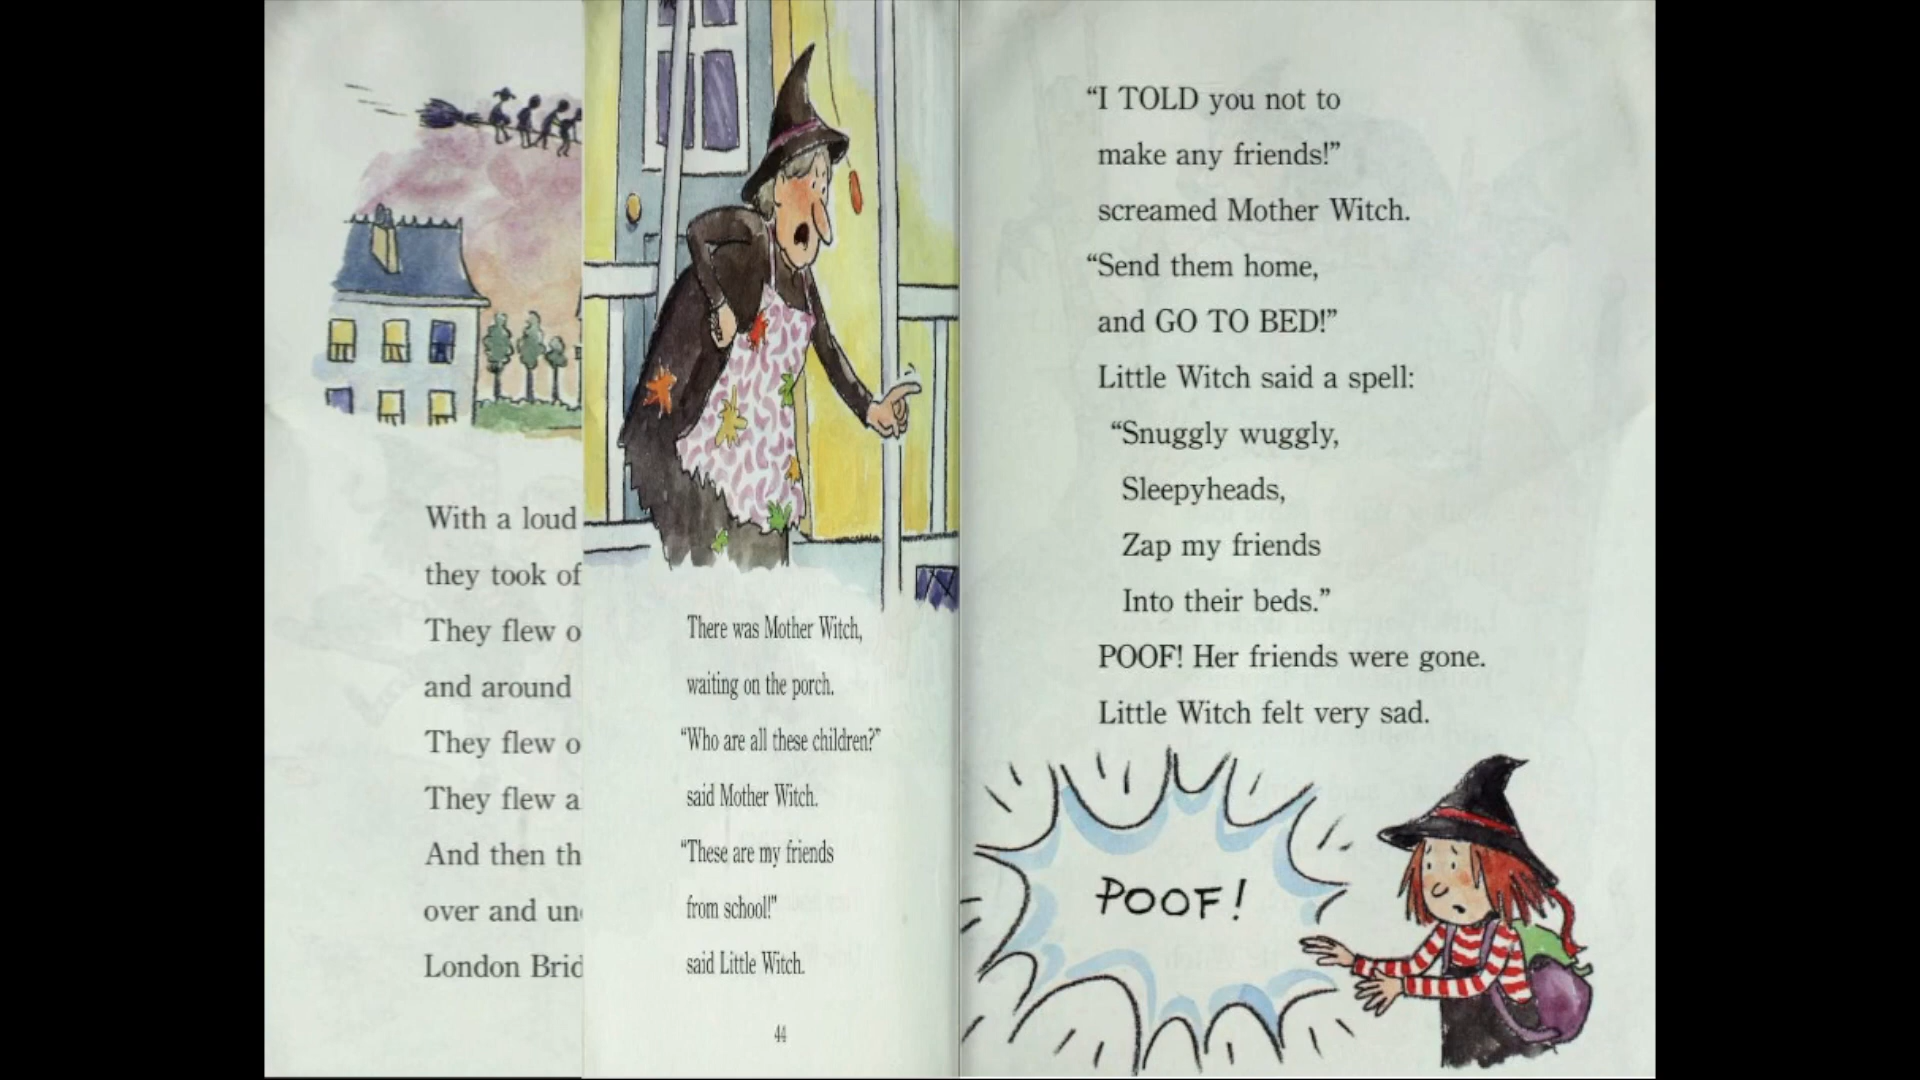 With a loud
they took of
They flew o
and around
They flew o
They flew a
And then th
over and un
London Brid
There was Mother Witch,
waiting on the porch.
“Who are all these children?”
said Mother Witch.
“These are my friends
from school!”
said Little Witch.
44
“I TOLD you not to
make any friends!”
screamed Mother Witch.
“Send them home,
and GO TO BED!”
Little Witch said a spell:
“Snuggly wuggly,
Sleepyheads,
Zap my friends
Into their beds.”
POOF! Her friends were gone.
Little Witch felt very sad.
POOF!